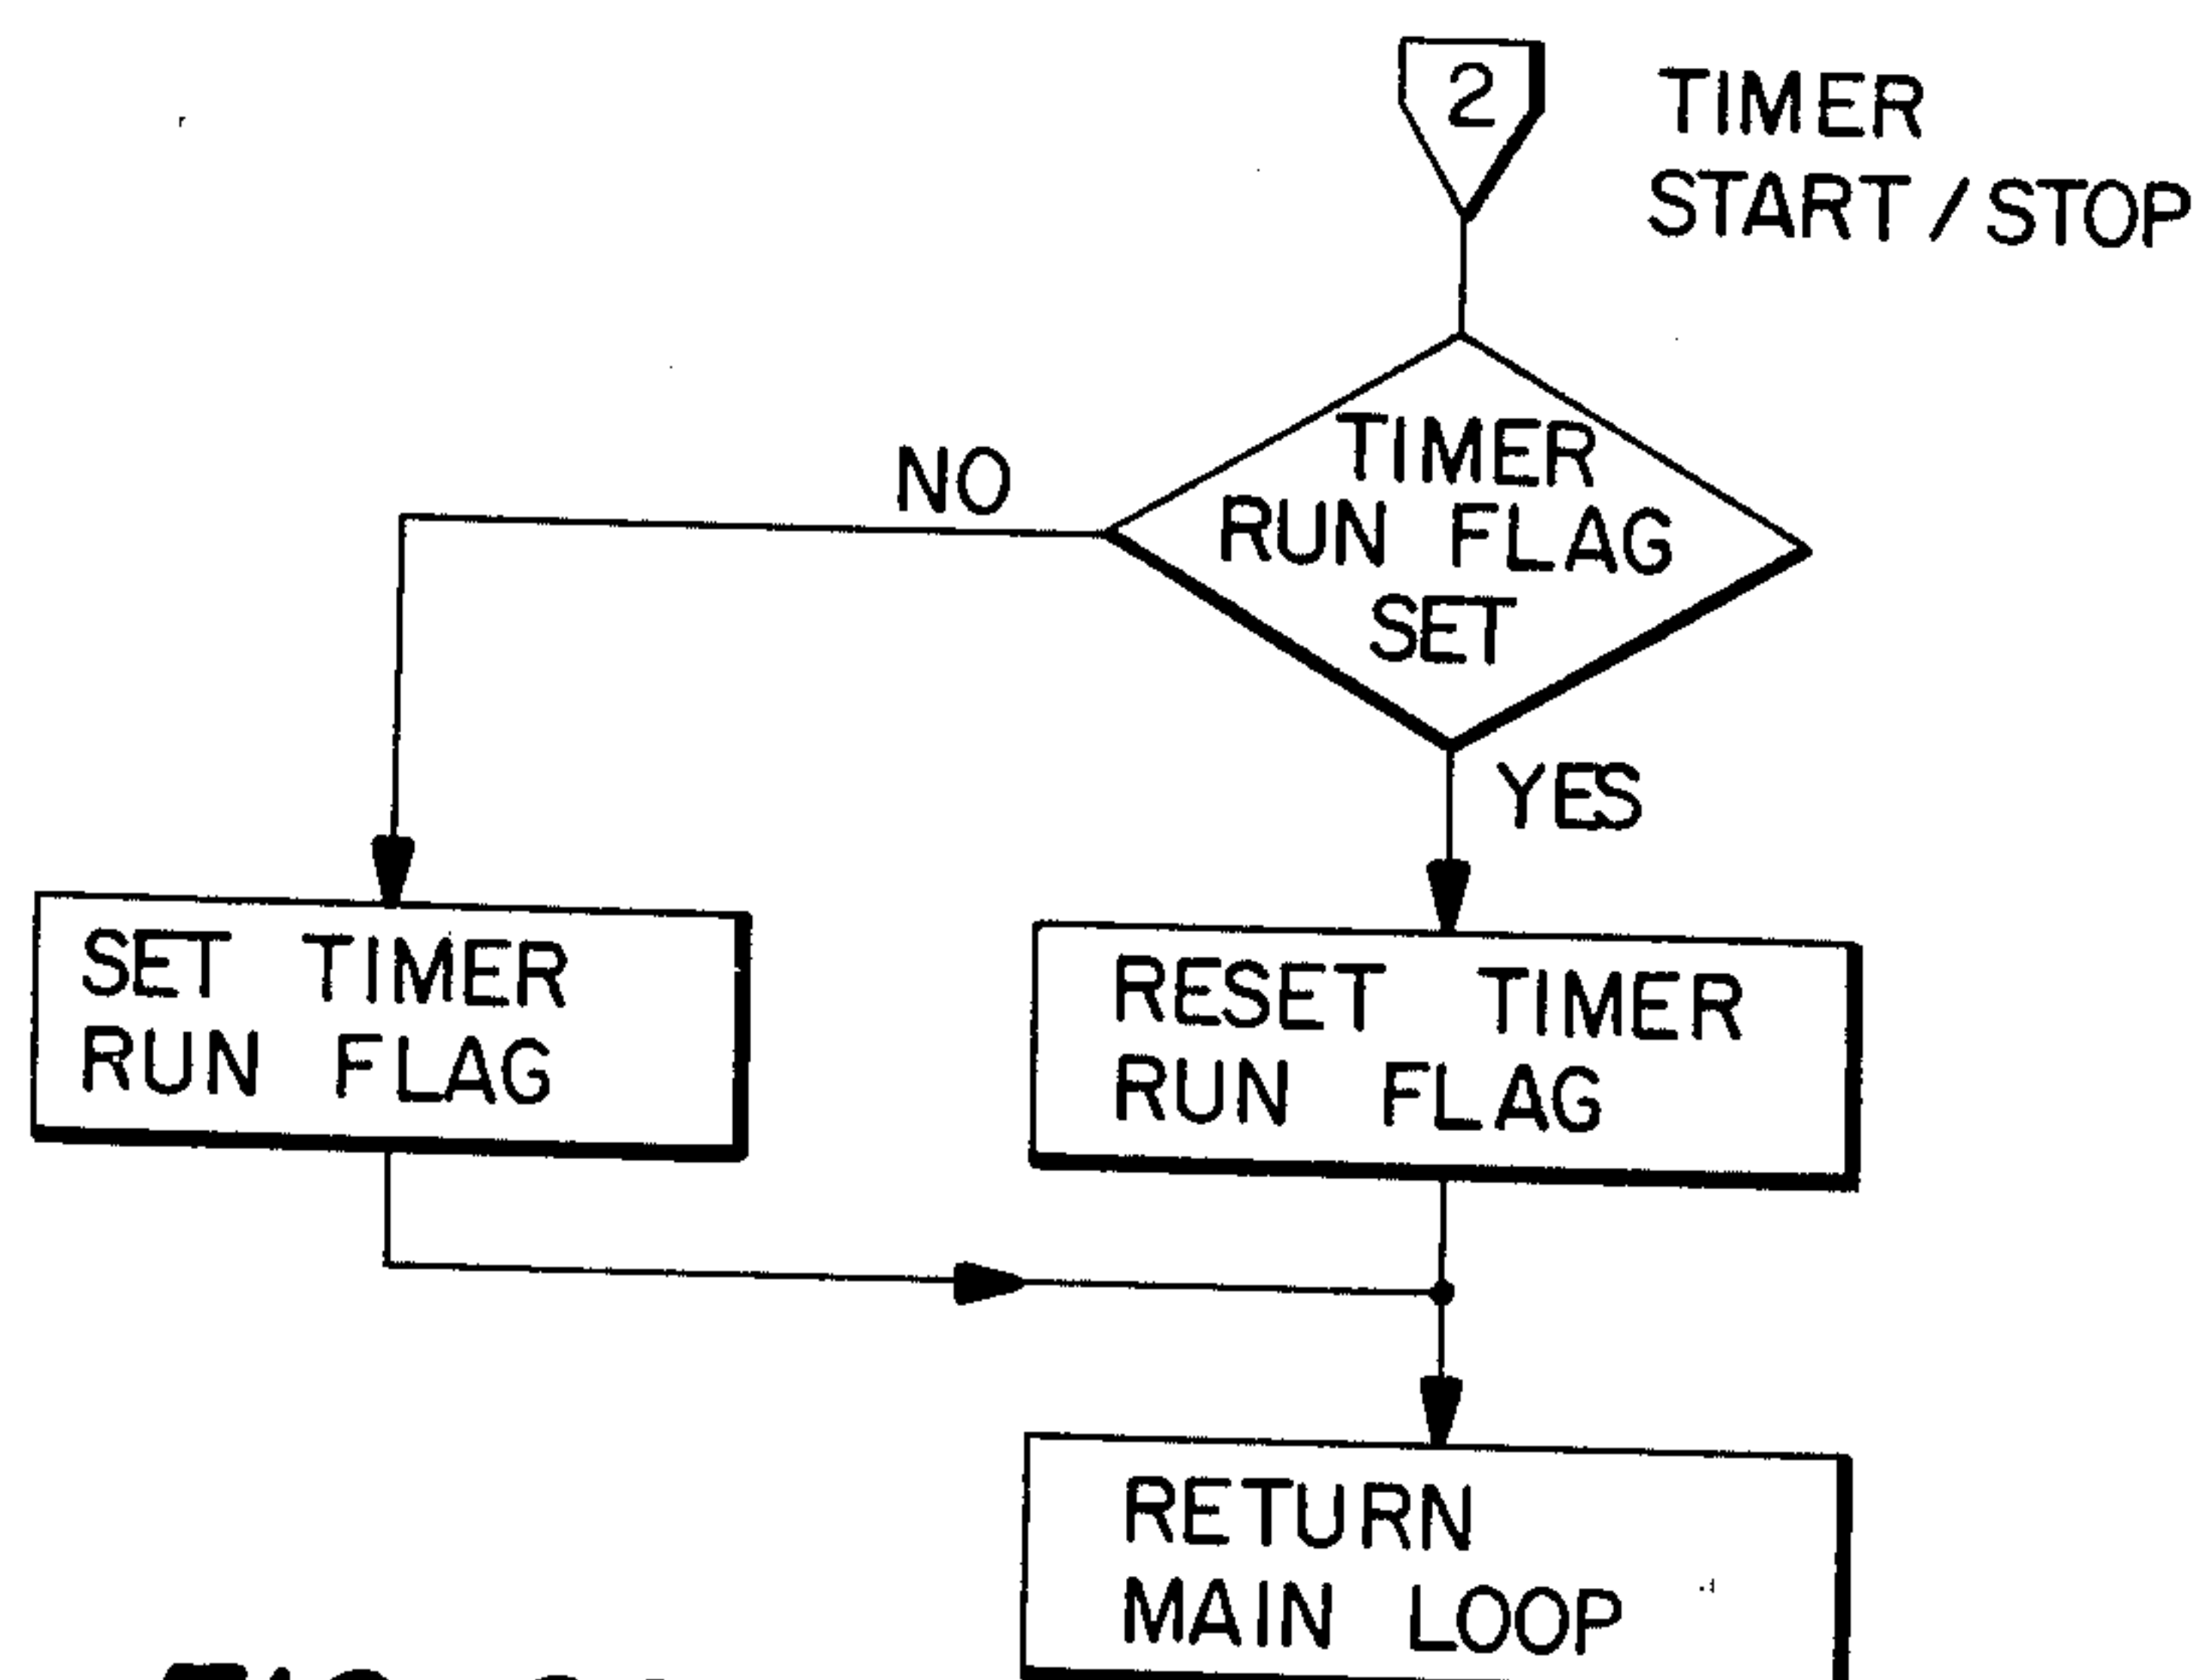 2
TIMER
START/STOP
TIMER
RUN FLAG
SET
NO
YES
SET TIMER
RUN FLAG
RESET TIMER
RUN FLAG
RETURN
MAIN LOOP